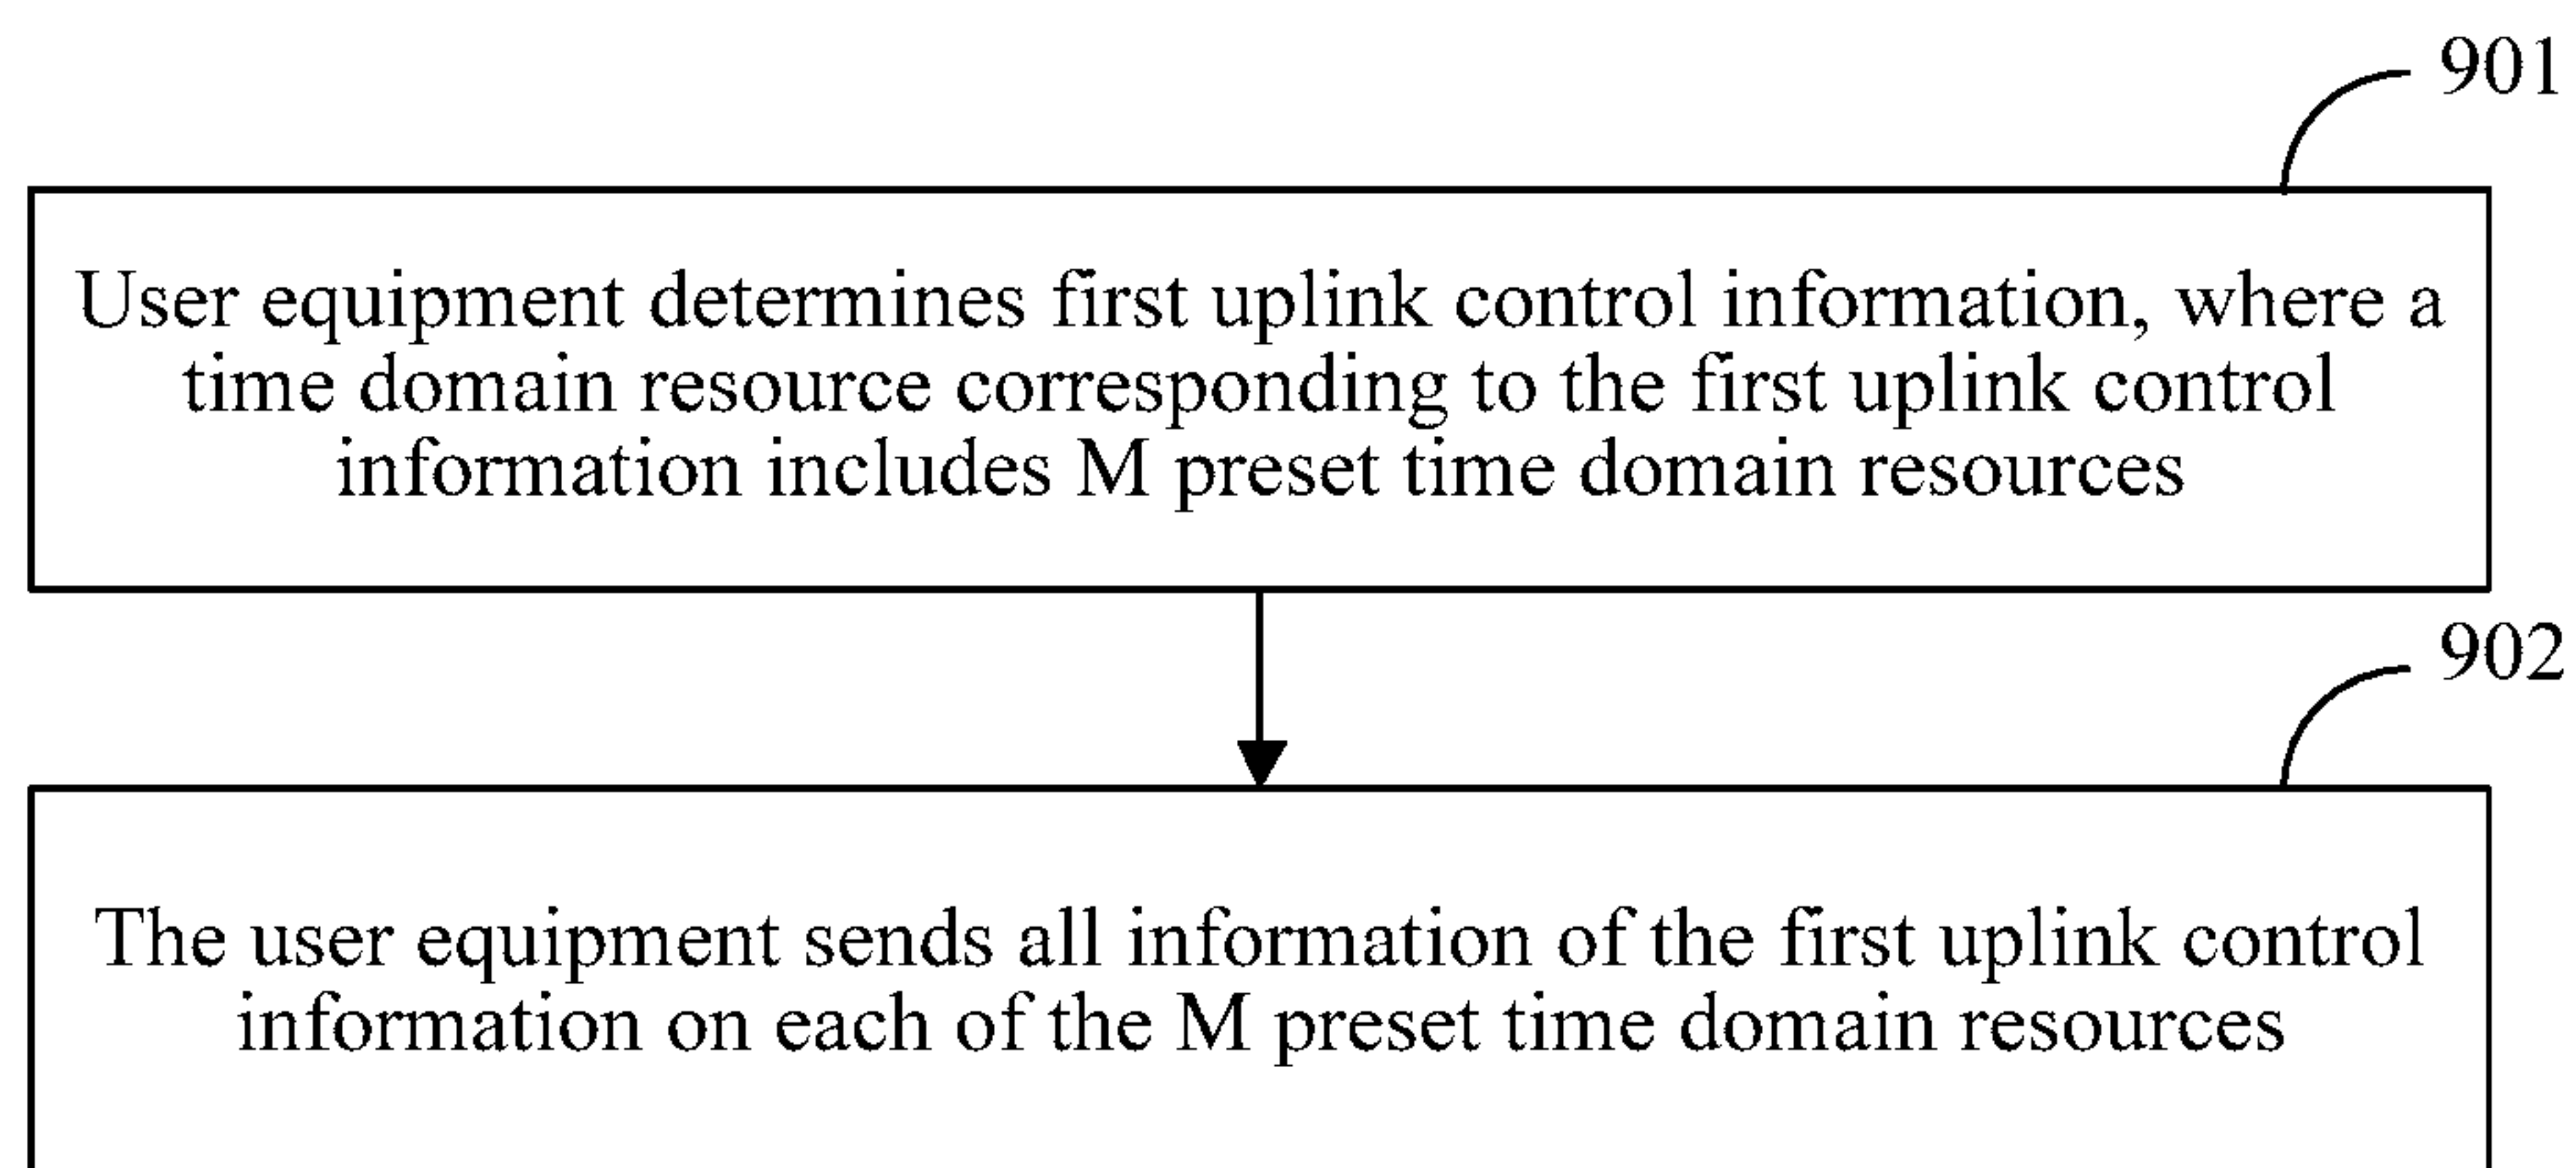 901
User equipment determines first uplink control information, where a
time domain resource corresponding to the first uplink control
information includes M preset time domain resources
902
The user equipment sends all information of the first uplink control
information on each of the M preset time domain resources